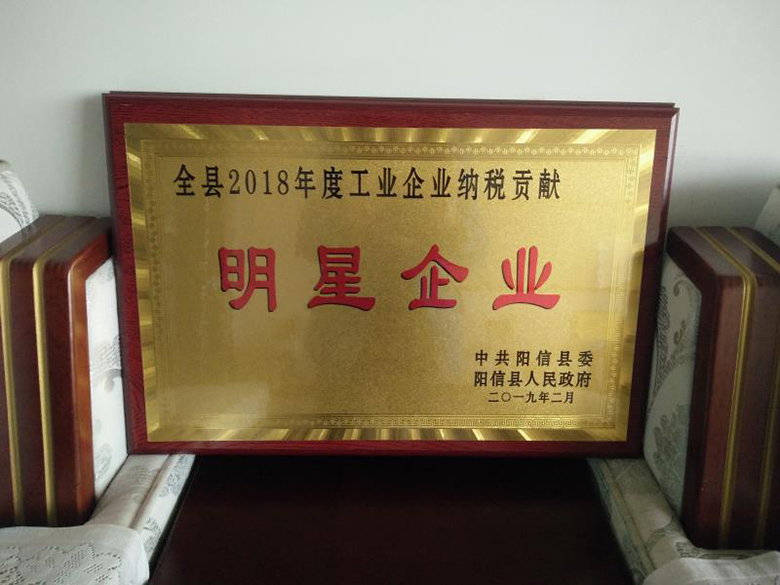 全县2018年度工业企业纳税贡献
明星企业
中共阳信县委
阳信县人民政府
二〇一九年二月